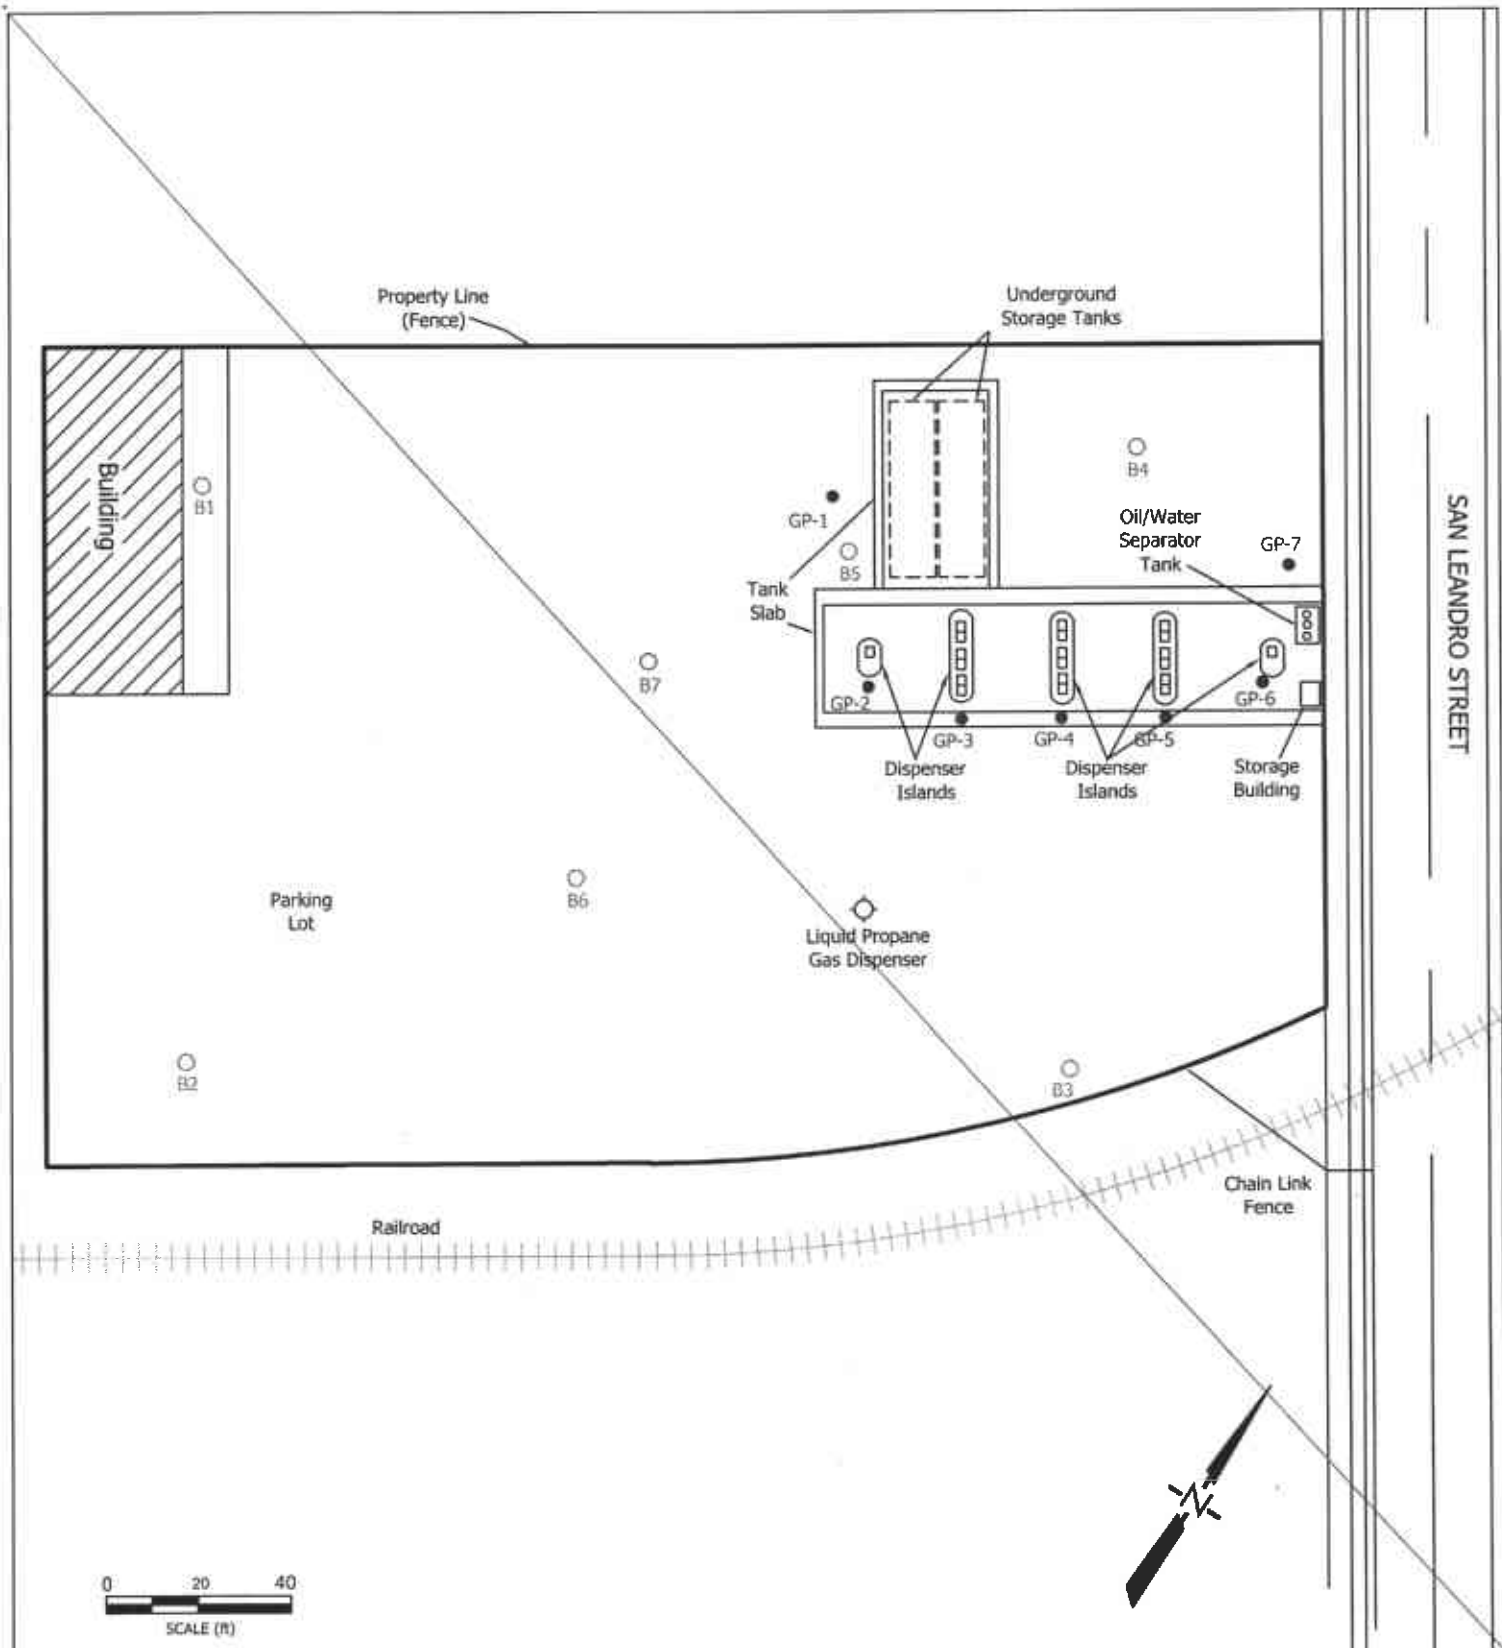 Property Line
(Fence)
Underground
Storage Tanks
Building
B1
B4
GP-1
Oil/Water
Separator
Tank
GP-7
B5
Tank
Slab
SAN LEANDRO STREET
B7
GP-2
GP-6
GP-3
GP-4
GP-5
Dispenser
Islands
Dispenser
Islands
Storage
Building
Parking
Lot
B6
Liquid Propane
Gas Dispenser
B2
B3
Chain Link
Fence
Railroad
N
0 20 40
SCALE (ft)